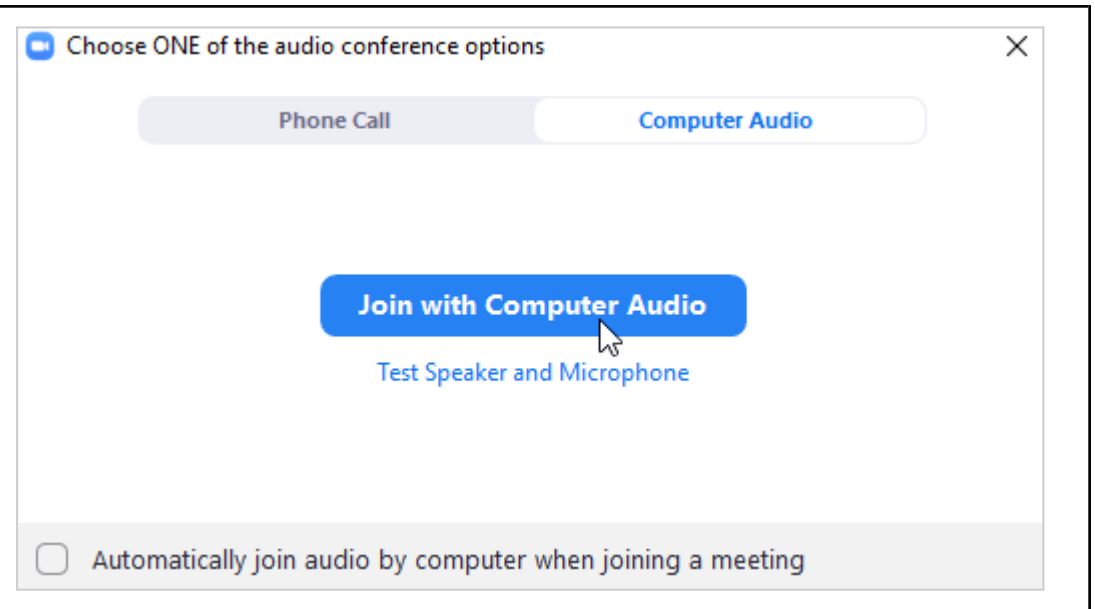 Choose ONE of the audio conference options
Phone Call
Computer Audio
Join with Computer Audio
Test Speaker and Microphone
Automatically join audio by computer when joining a meeting